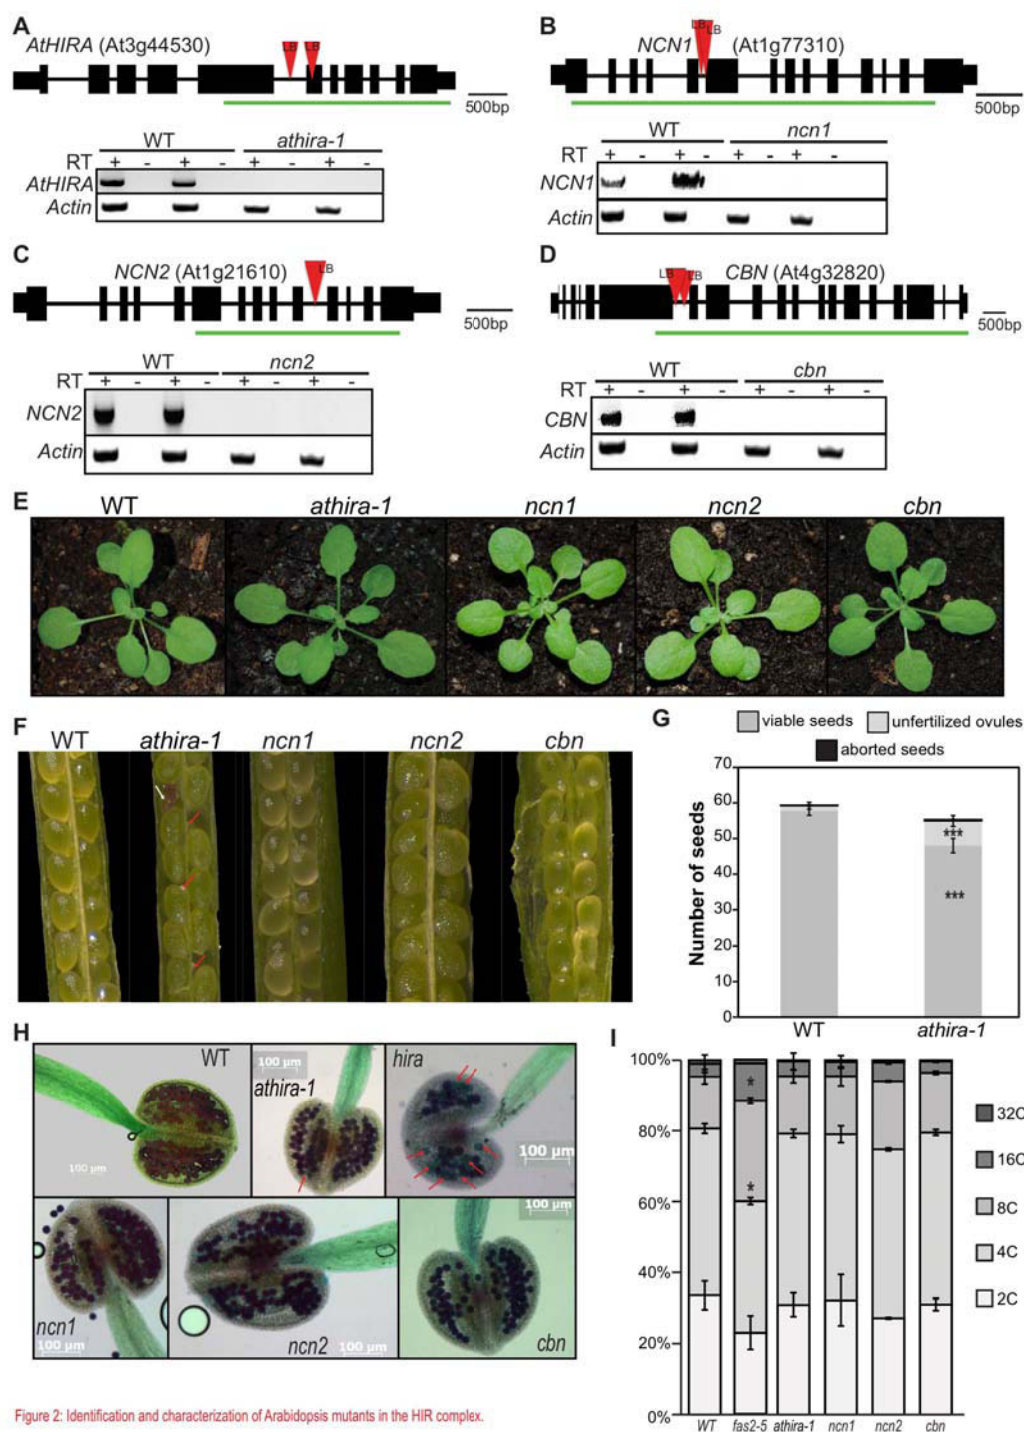 A
AtHIRA (At3g44530)
LB LB
500bp
WT athira-1
RT + - + - + - + -
AtHIRA
Actin
B
NCN1 (At1g77310)
LB LB
500bp
WT ncn1
RT + - + - + + -
NCN1
Actin
C
NCN2 (At1g21610)
LB
500bp
WT ncn2
RT + - + - + - + -
NCN2
Actin
D
CBN (At4g32820)
LB LB
500bp
WT cbn
RT + - + - + - + -
CBN
Actin
E
WT athira-1 ncn1 ncn2 cbn
F
WT athira-1 ncn1 ncn2 cbn
G
viable seeds unfertilized ovules
aborted seeds
Number of seeds
70
60
50
40
30
20
10
0
*
***
***
WT athira-1
H
WT
100 µm
athira-1
100 µm
hira
100 µm
ncn1
100 µm
ncn2
100 µm
cbn
100 µm
I
100%
80%
60%
40%
20%
0%
*
*
32C
16C
8C
4C
2C
WT fas2-5 athira-1 ncn1 ncn2 cbn
Figure 2: Identification and characterization of Arabidopsis mutants in the HIR complex.